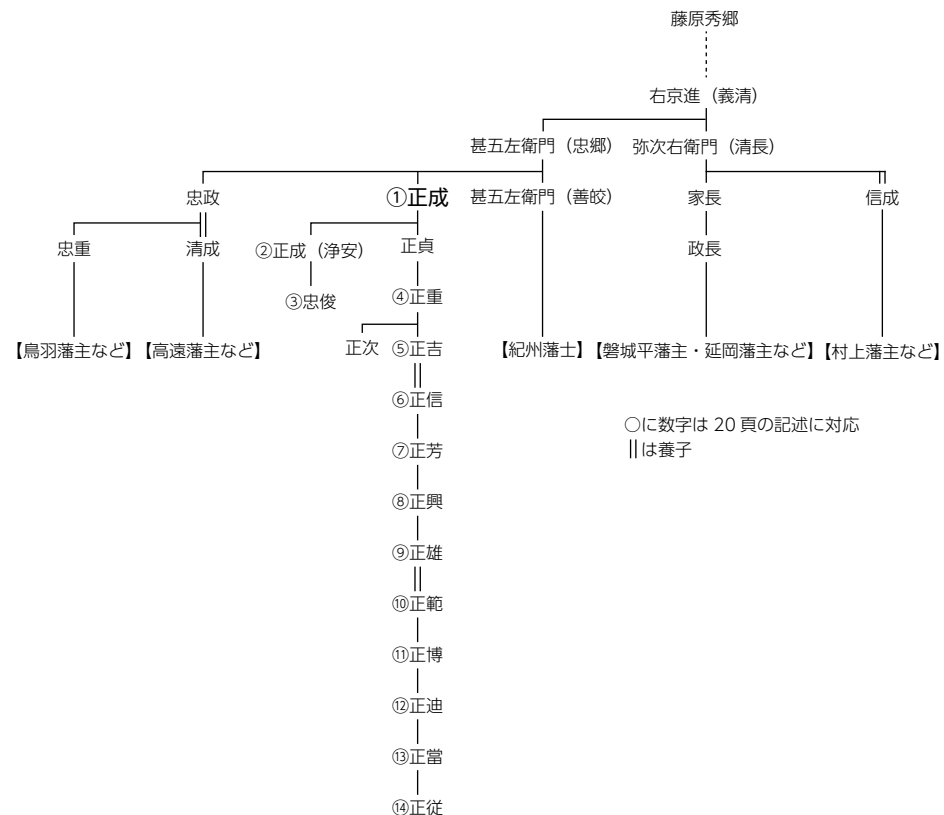 藤原秀郷
右京進（義清）
甚五左衛門（忠郷）
弥次右衛門（清長）
忠政
①正成
甚五左衛門（善皎）
家長
信成
忠重
清成
②正成（浄安）
正貞
政長
③忠俊
④正重
正次
⑤正吉
【鳥羽藩主など】
【高遠藩主など】
【紀州藩士】
【磐城平藩主・延岡藩主など】
【村上藩主など】
⑥正信
○に数字は 20 頁の記述に対応
||は養子
⑦正芳
⑧正興
⑨正雄
⑩正範
⑪正博
⑫正迪
⑬正當
⑭正従